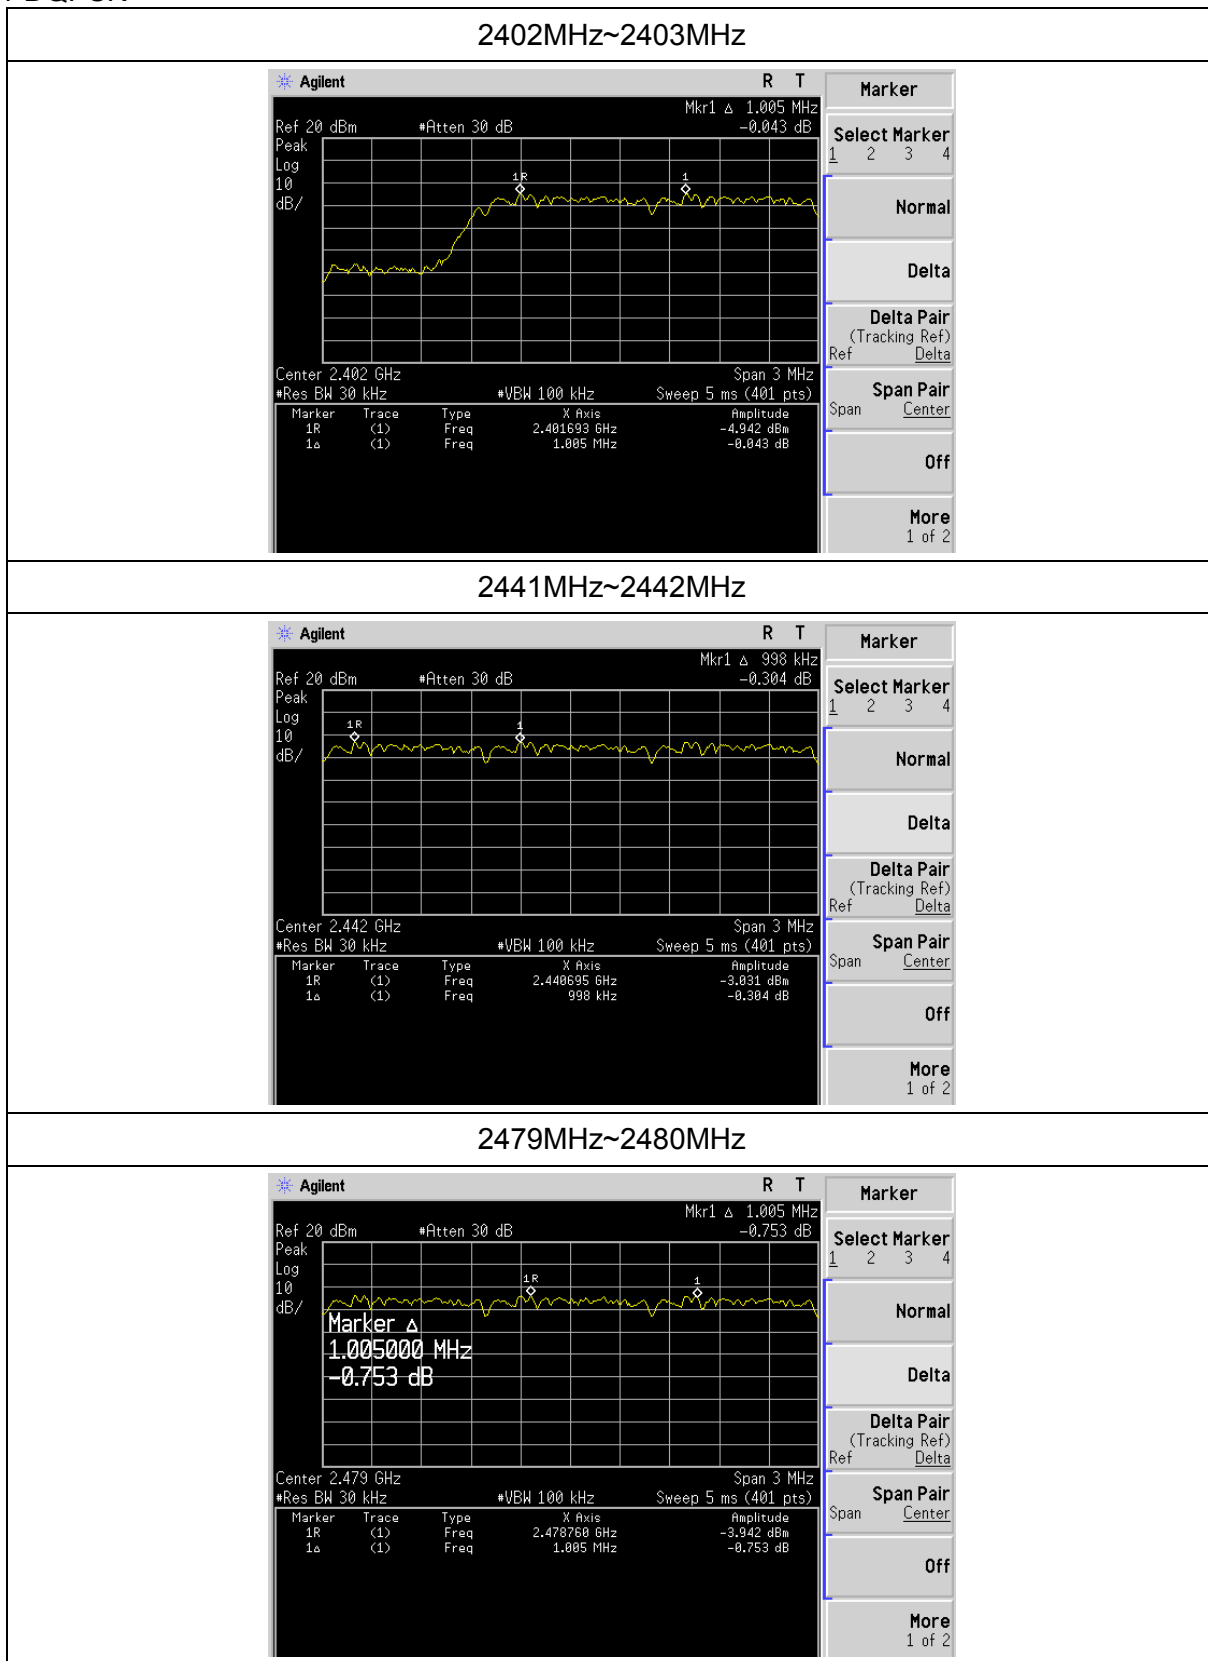 2402MHz~2403MHz
Agilent R T
Mkr1 Δ 1.005 MHz
Ref 20 dBm #Atten 30 dB -0.043 dB
Peak
Log
10
dB/
1R 1
Center 2.402 GHz Span 3 MHz
#Res BW 30 kHz #VBW 100 kHz Sweep 5 ms (401 pts)
Marker Trace Type X Axis Amplitude
1R (1) Freq 2.401693 GHz -4.942 dBm
1Δ (1) Freq 1.005 MHz -0.043 dB
Marker
Select Marker
1 2 3 4
Normal
Delta
Delta Pair
(Tracking Ref)
Ref Delta
Span Pair
Span Center
Off
More
1 of 2
2441MHz~2442MHz
Agilent R T
Mkr1 Δ 998 kHz
Ref 20 dBm #Atten 30 dB -0.304 dB
Peak
Log
10
dB/
1R 1
Center 2.442 GHz Span 3 MHz
#Res BW 30 kHz #VBW 100 kHz Sweep 5 ms (401 pts)
Marker Trace Type X Axis Amplitude
1R (1) Freq 2.440695 GHz -3.031 dBm
1Δ (1) Freq 998 kHz -0.304 dB
Marker
Select Marker
1 2 3 4
Normal
Delta
Delta Pair
(Tracking Ref)
Ref Delta
Span Pair
Span Center
Off
More
1 of 2
2479MHz~2480MHz
Agilent R T
Mkr1 Δ 1.005 MHz
Ref 20 dBm #Atten 30 dB -0.753 dB
Peak
Log
10
dB/
1R 1
Marker Δ
1.005000 MHz
-0.753 dB
Center 2.479 GHz Span 3 MHz
#Res BW 30 kHz #VBW 100 kHz Sweep 5 ms (401 pts)
Marker Trace Type X Axis Amplitude
1R (1) Freq 2.478760 GHz -3.942 dBm
1Δ (1) Freq 1.005 MHz -0.753 dB
Marker
Select Marker
1 2 3 4
Normal
Delta
Delta Pair
(Tracking Ref)
Ref Delta
Span Pair
Span Center
Off
More
1 of 2